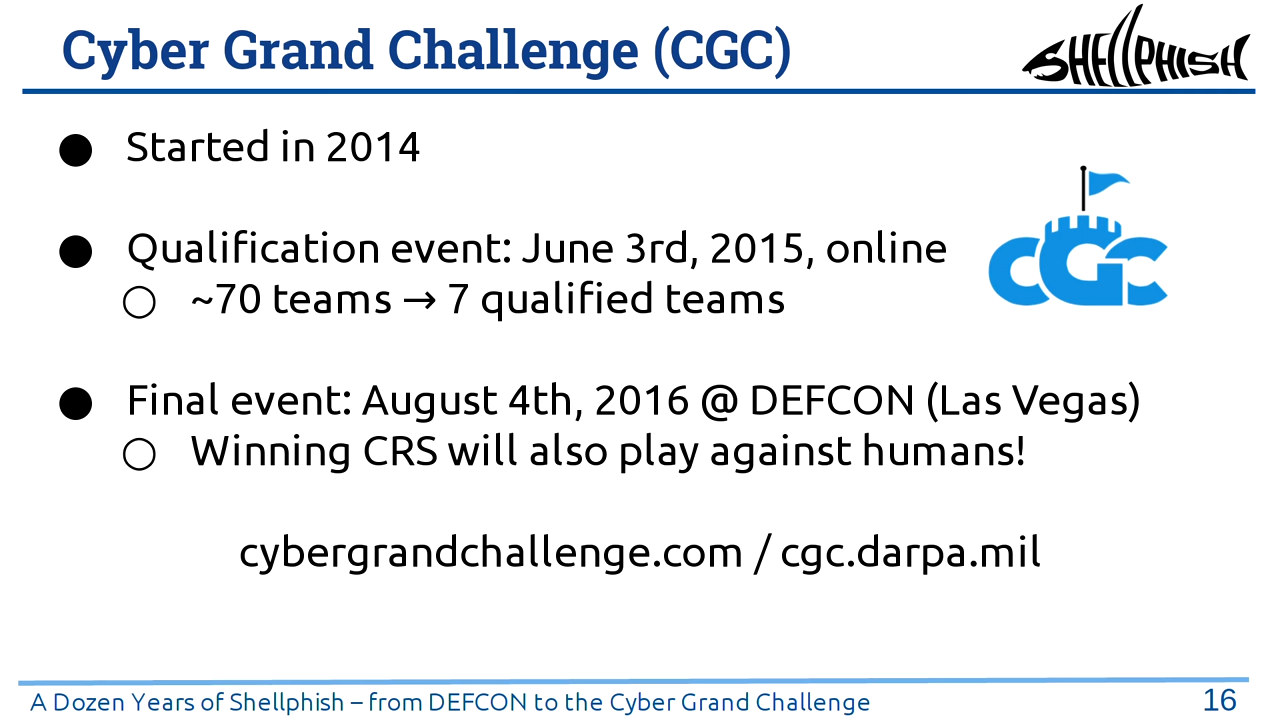 Cyber Grand Challenge (CGC)
SHELLPHISH
● Started in 2014
● Qualification event: June 3rd, 2015, online
○ ~70 teams → 7 qualified teams
CGC
● Final event: August 4th, 2016 @ DEFCON (Las Vegas)
○ Winning CRS will also play against humans!
cybergrandchallenge.com / cgc.darpa.mil
A Dozen Years of Shellphish – from DEFCON to the Cyber Grand Challenge
16